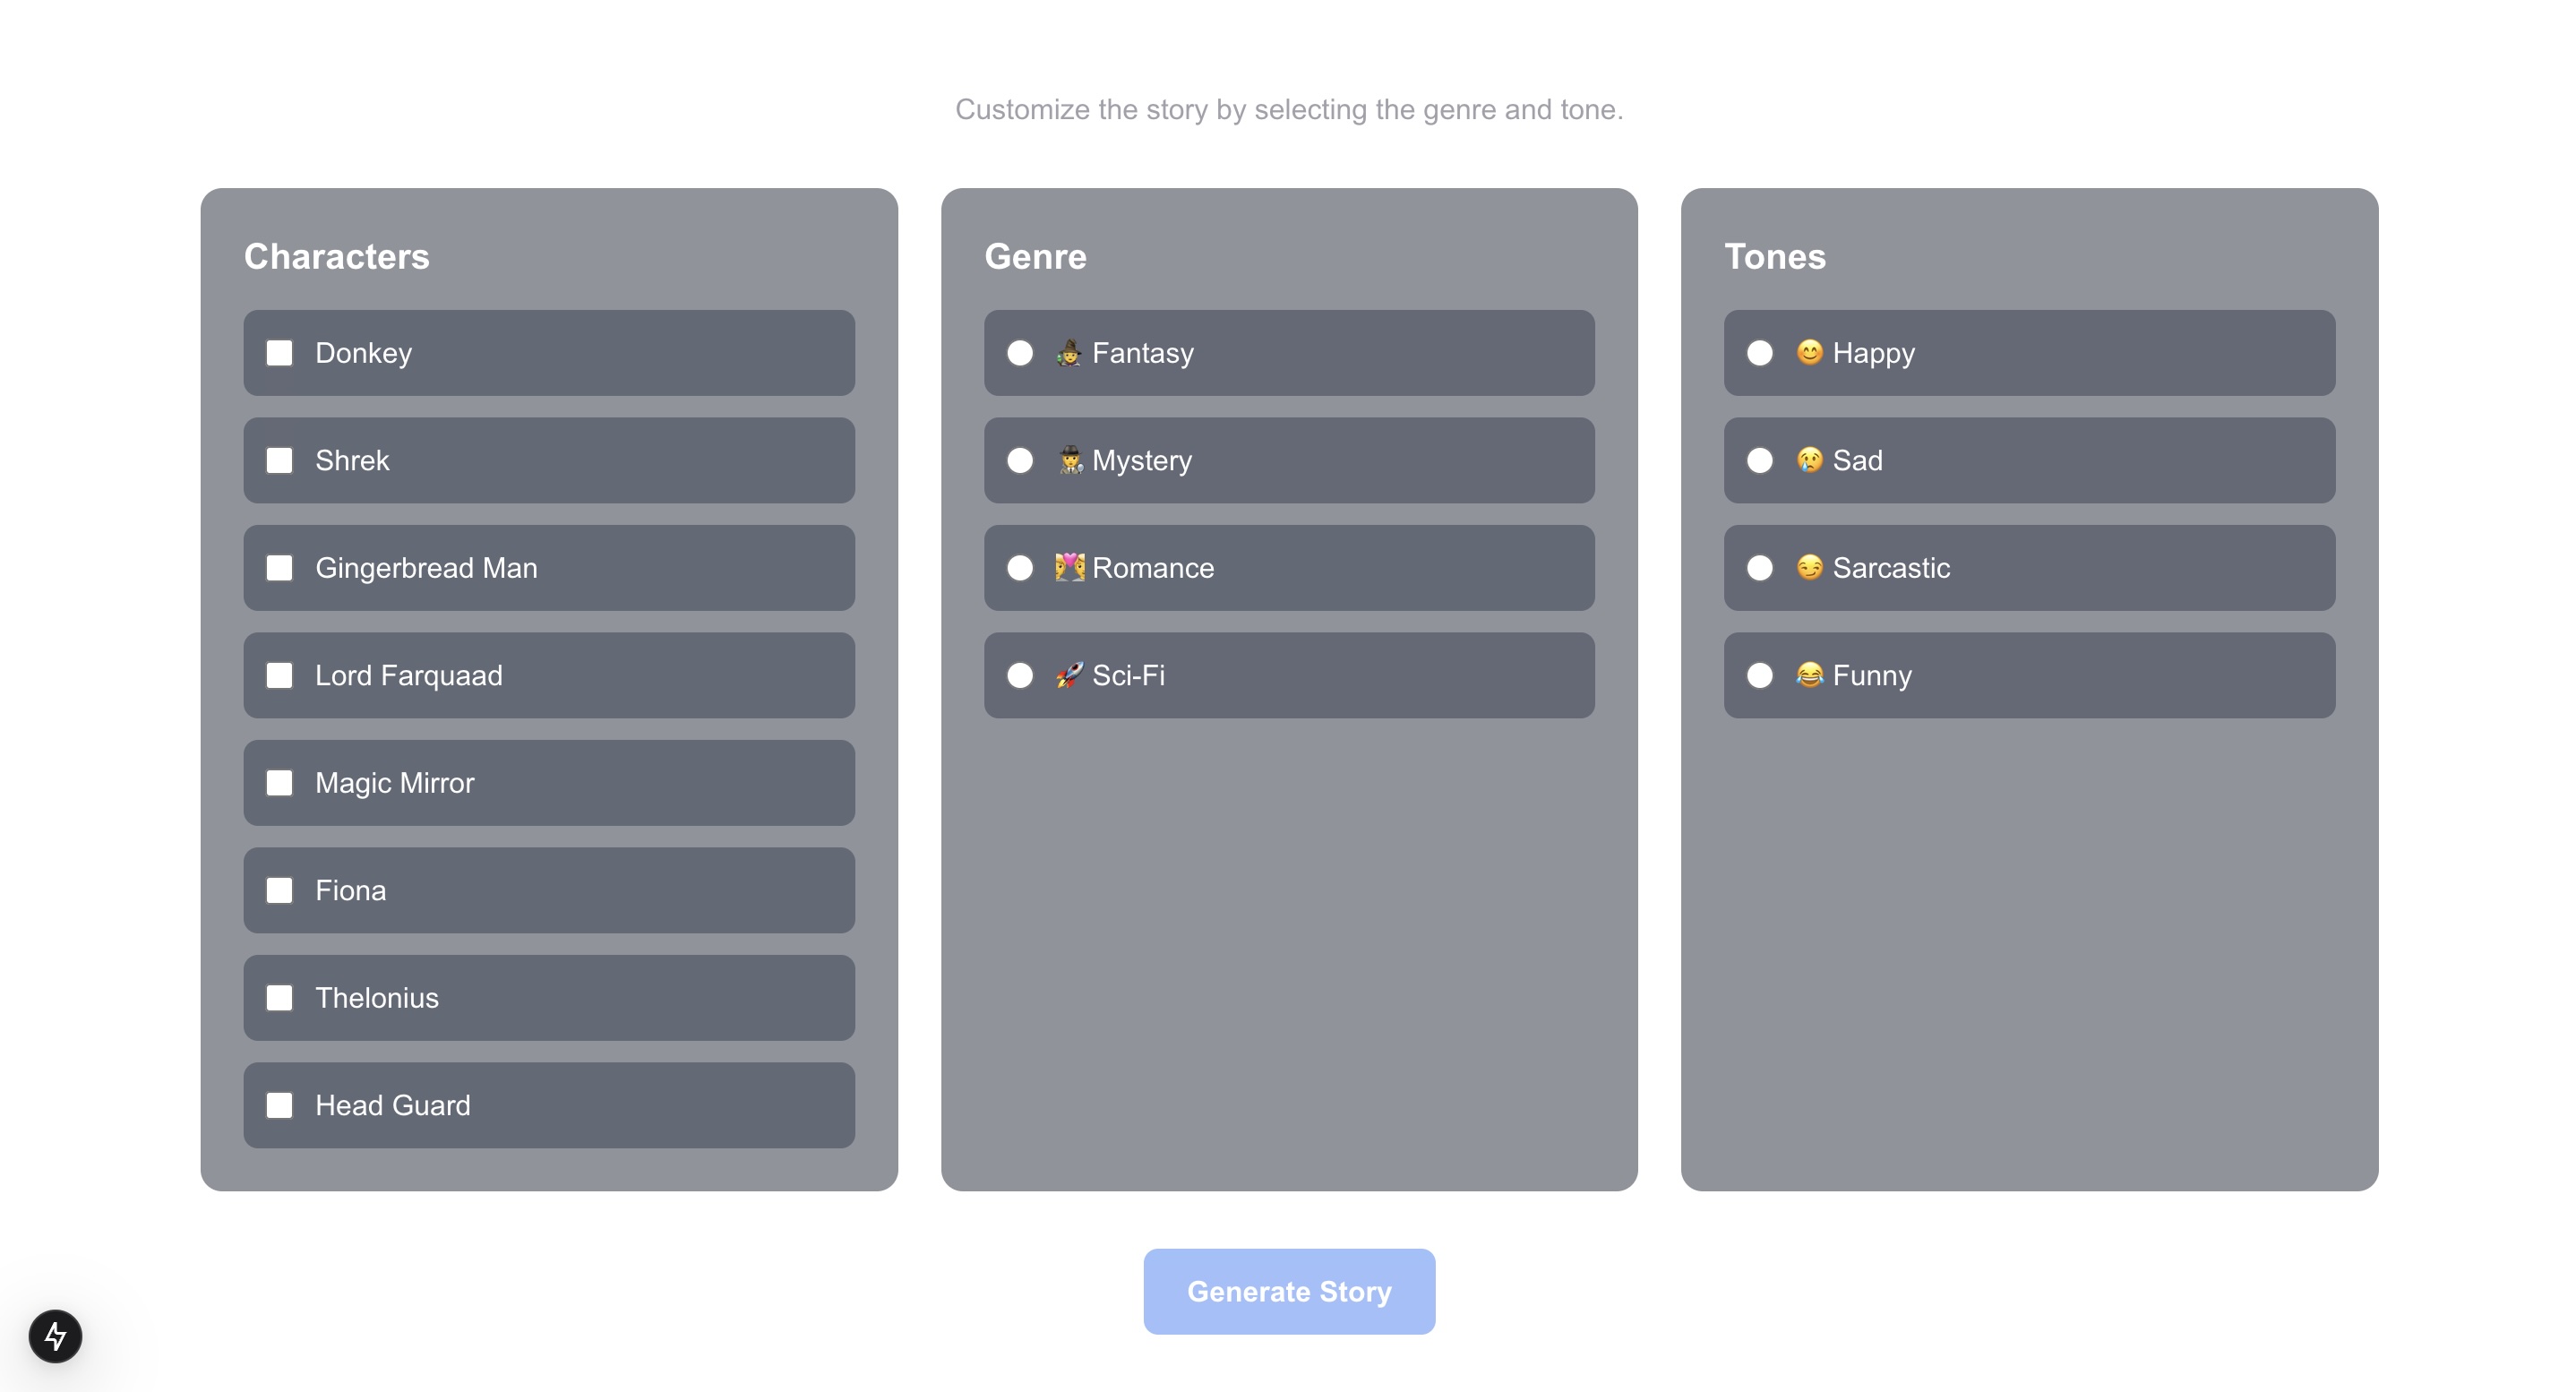 Customize the story by selecting the genre and tone.
Characters
Donkey
Shrek
Gingerbread Man
Lord Farquaad
Magic Mirror
Fiona
Thelonius
Head Guard
Genre
🧙‍♀️ Fantasy
🕵️‍♀️ Mystery
💏 Romance
🚀 Sci-Fi
Tones
😊 Happy
😢 Sad
😏 Sarcastic
😂 Funny
Generate Story